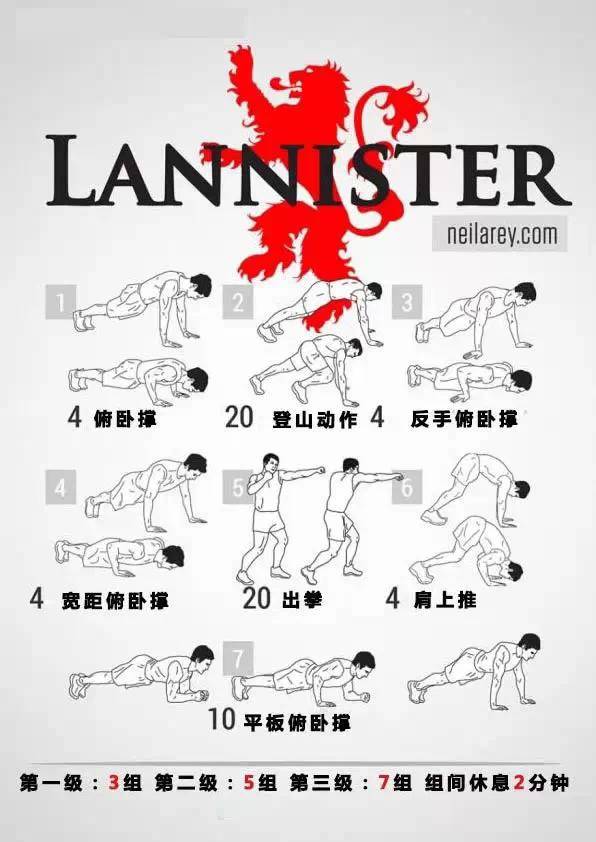 LANNISTER
neilarey.com
1
2
3
4 俯卧撑
20 登山动作
4 反手俯卧撑
4
5
6
4 宽距俯卧撑
20 出拳
4 肩上推
7
10 平板俯卧撑
第一级：3组 第二级：5组 第三级：7组 组间休息2分钟